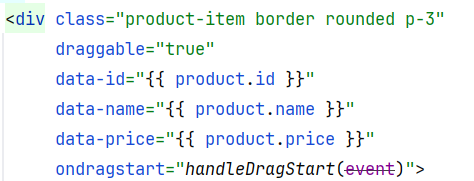 <div class="product-item border rounded p-3"
draggable="true"
data-id="{{ product.id }}"
data-name="{{ product.name }}"
data-price="{{ product.price }}"
ondragstart="handleDragStart(event)">